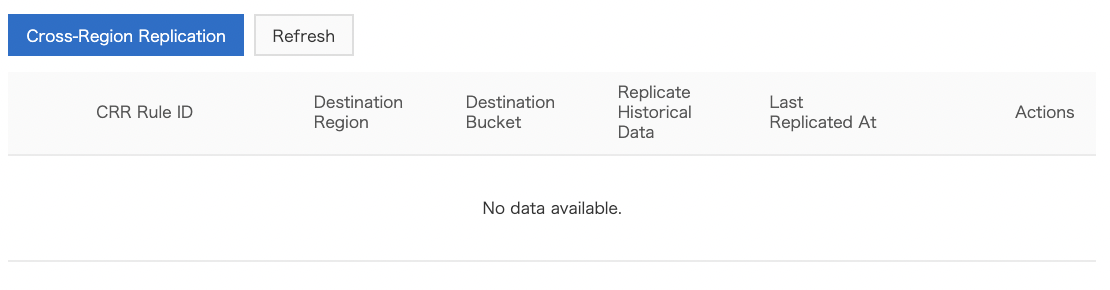 Cross-Region Replication
Refresh
CRR Rule ID
Destination
Region
Destination
Bucket
Replicate
Historical
Data
Last
Replicated At
Actions
No data available.